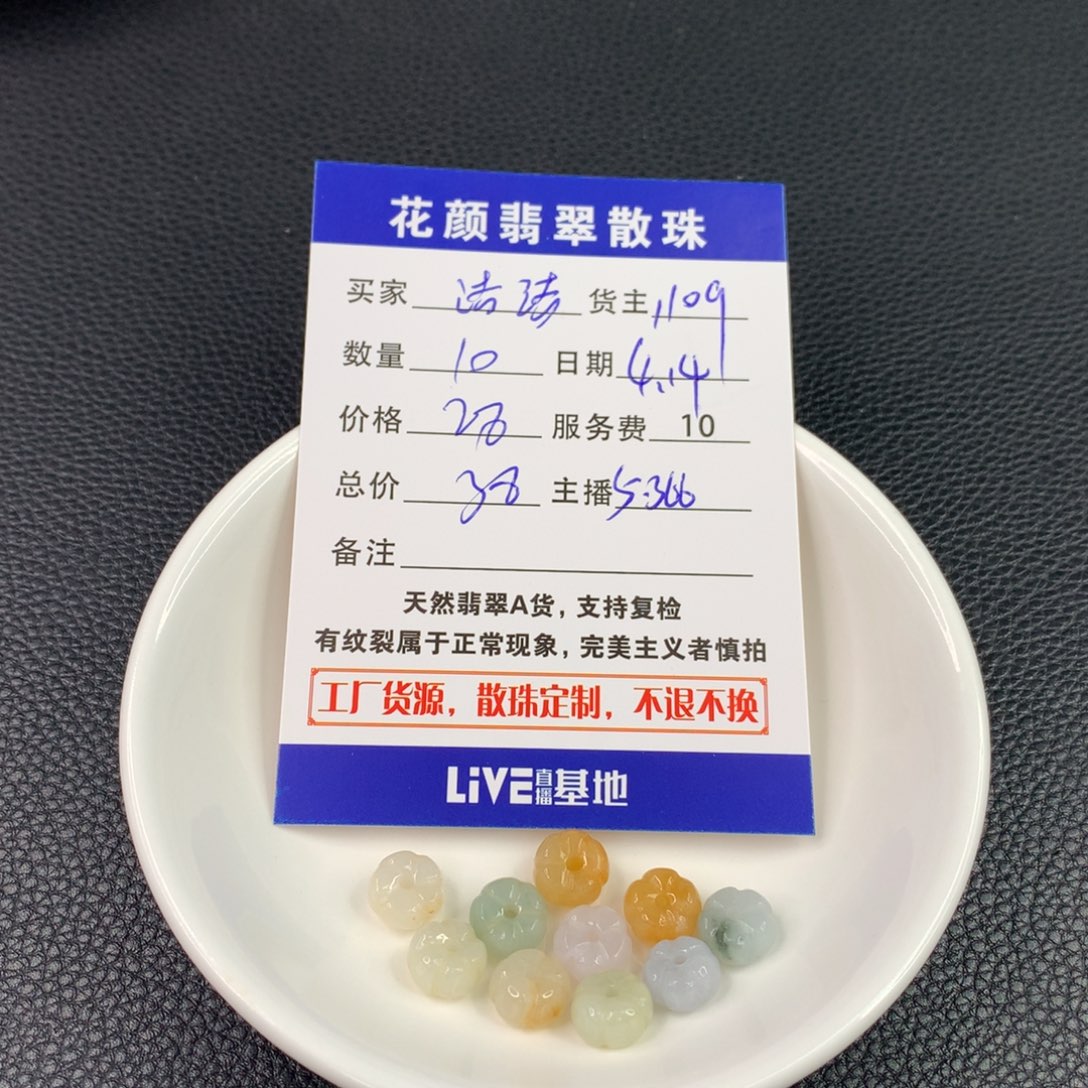 花颜翡翠散珠
买家 洁洁 货主 1109
数量 10 日期 4.14
价格 28 服务费 10
总价 38 主播 5:366
备注
天然翡翠A货，支持复检
有纹裂属于正常现象，完美主义者慎拍
工厂货源，散珠定制，不退不换
LiVE直播基地